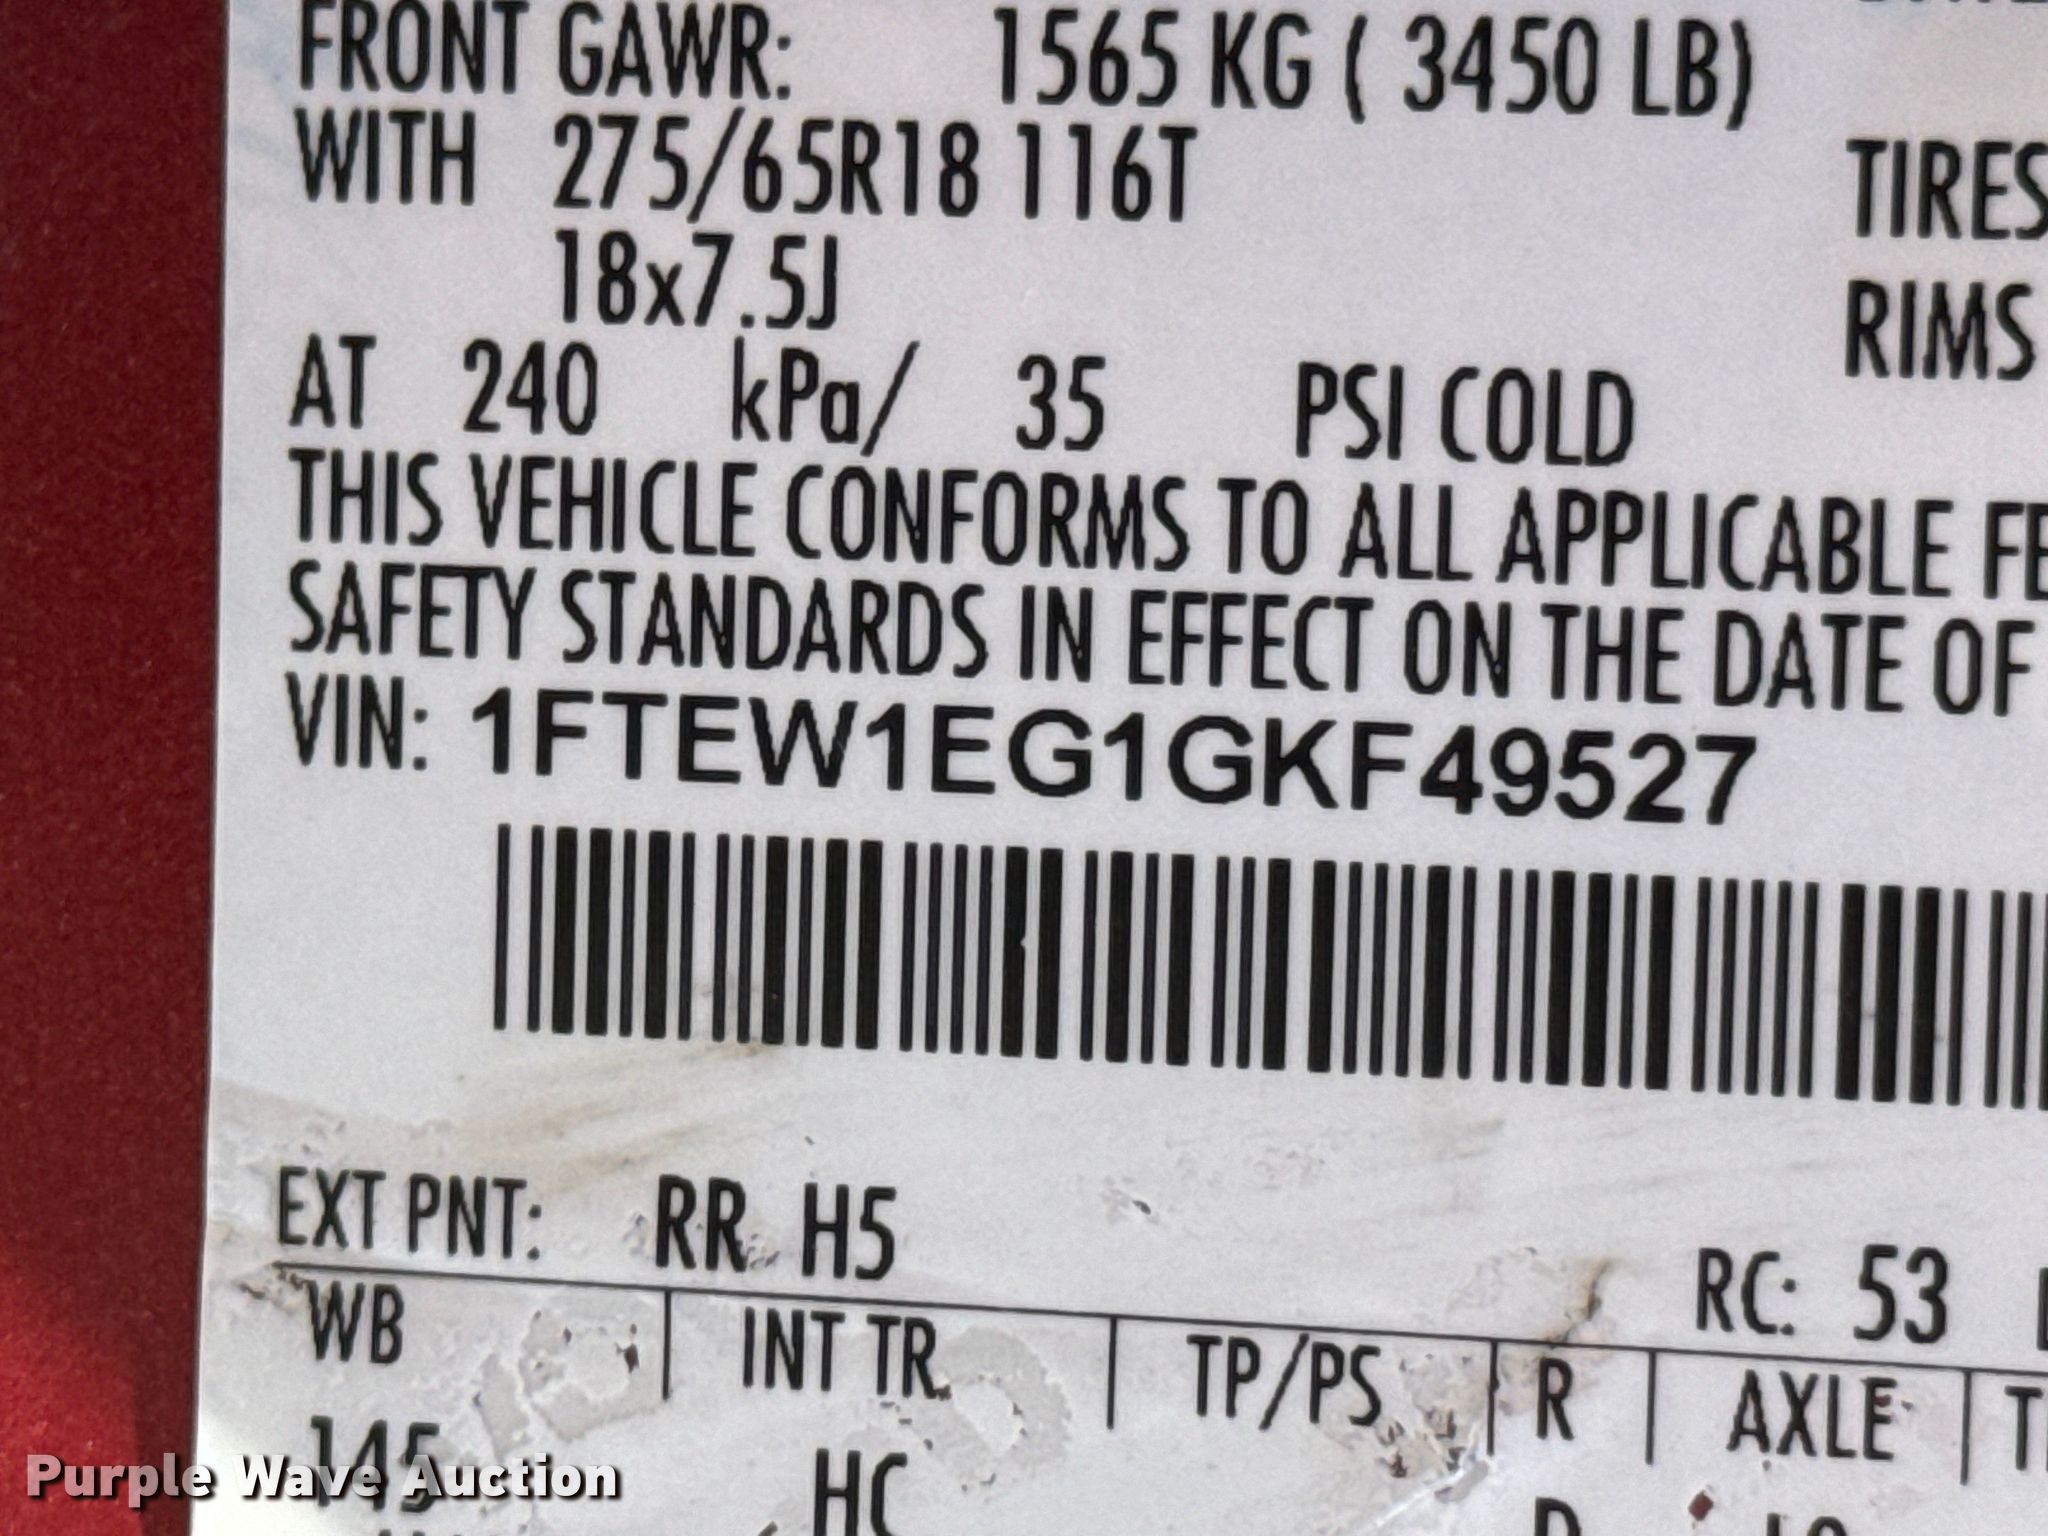 FRONT GAWR: 1565 KG ( 3450 LB)
WITH 275/65R18 116T TIRES
18x7.5J RIMS
AT 240 kPa/ 35 PSI COLD
THIS VEHICLE CONFORMS TO ALL APPLICABLE FE
SAFETY STANDARDS IN EFFECT ON THE DATE OF
VIN: 1FTEW1EG1GKF49527
EXT PNT: RR H5
RC: 53
WB INT TR TP/PS R AXLE
145 HC
Purple Wave Auction